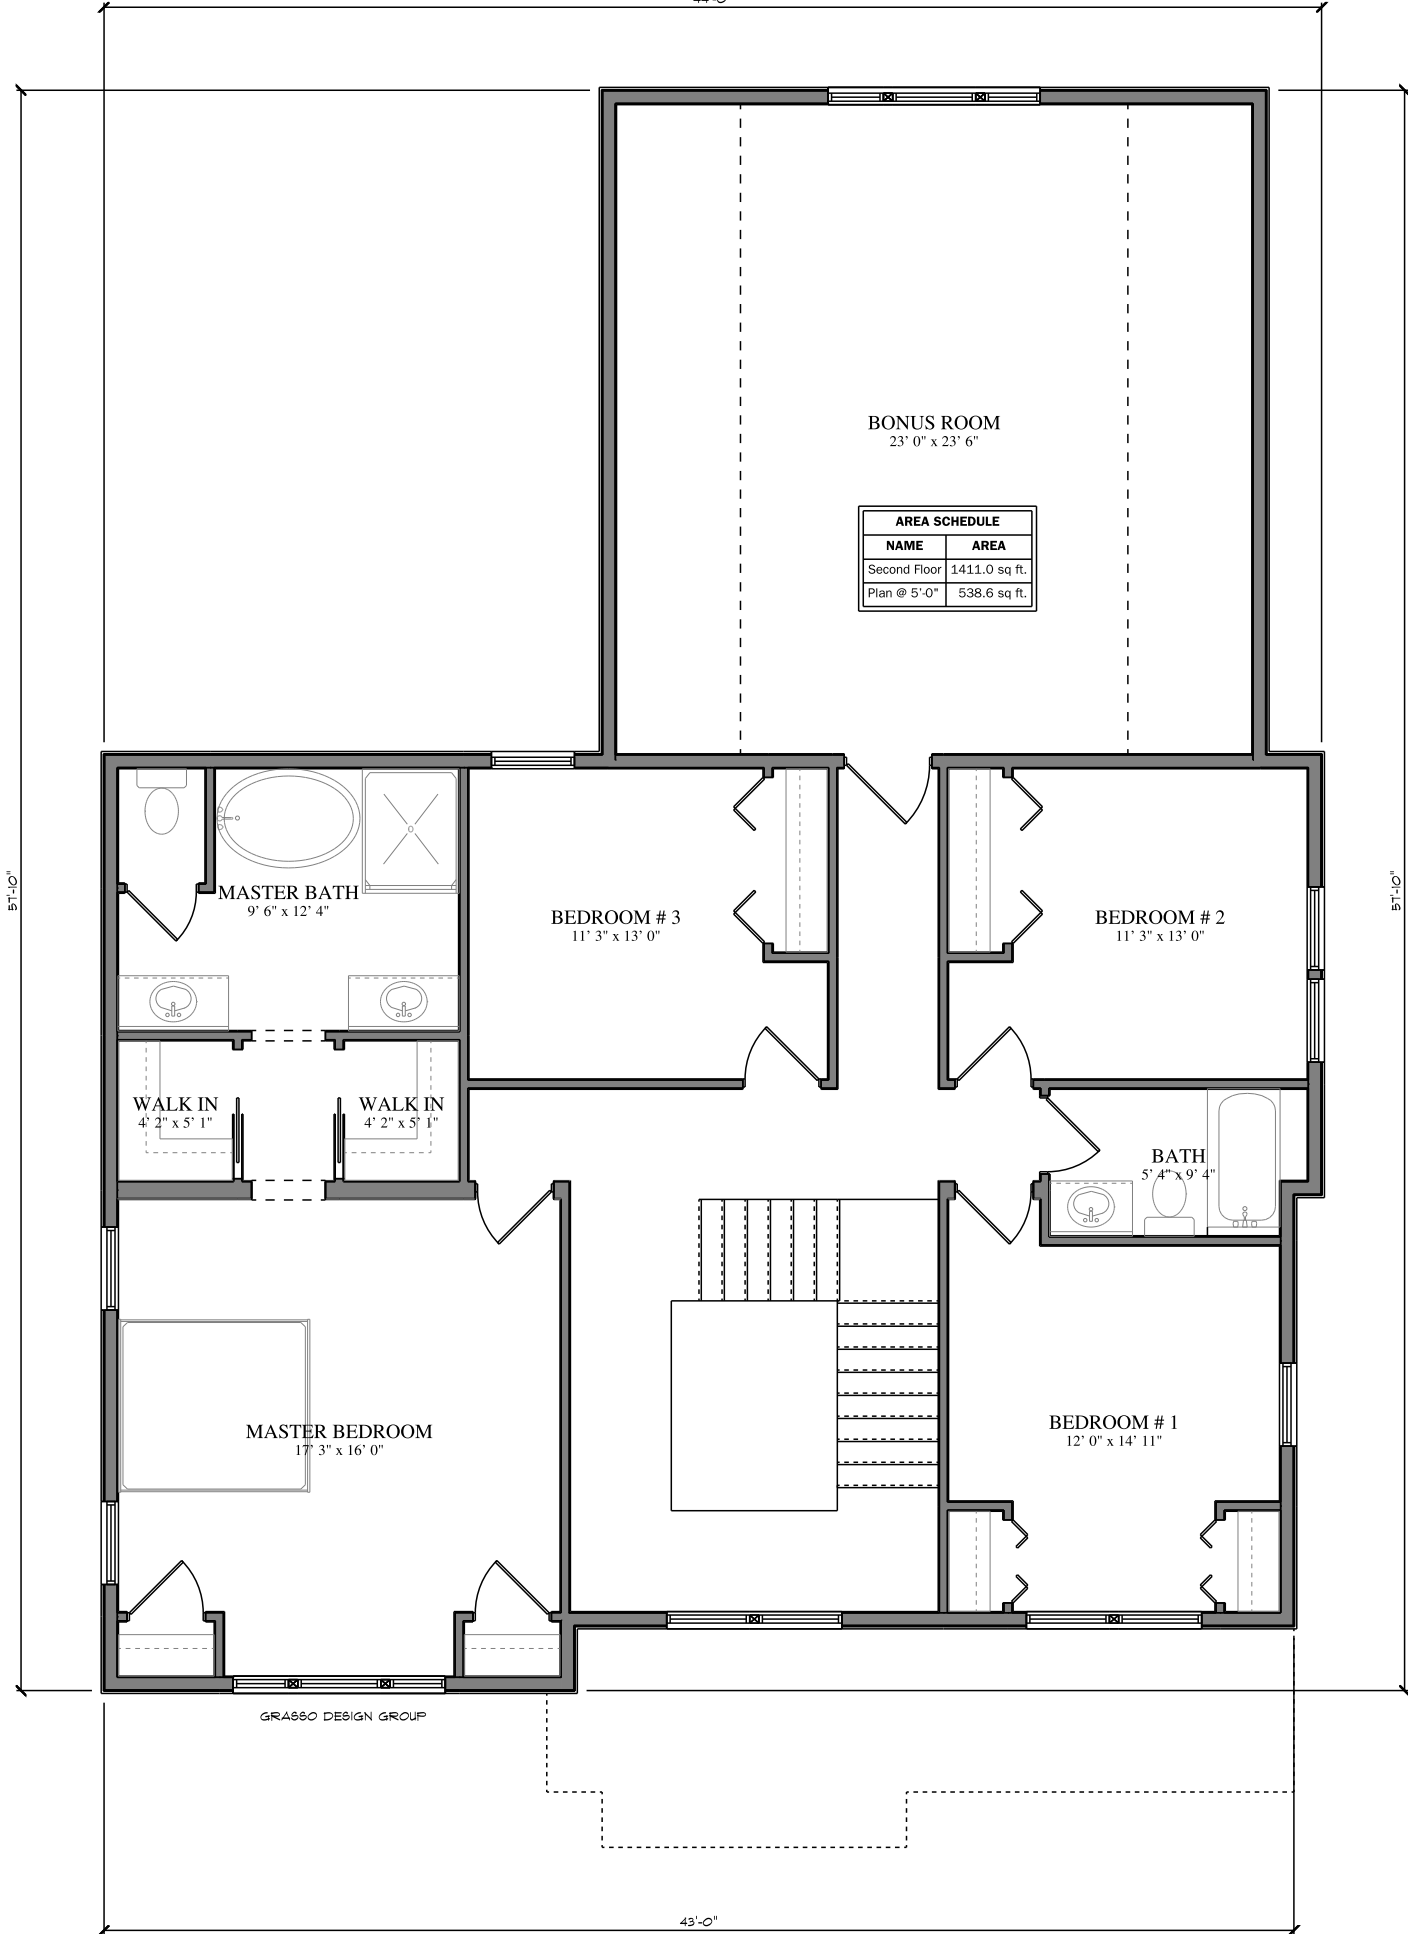 BONUS ROOM
23' 0" x 23' 6"
AREA SCHEDULE
NAME AREA
Second Floor 1411.0 sq ft.
Plan @ 5'-0" 538.6 sq ft.
57'-10"
57'-10"
MASTER BATH
9' 6" x 12' 4"
BEDROOM # 3
11' 3" x 13' 0"
BEDROOM # 2
11' 3" x 13' 0"
WALK IN
4' 2" x 5' 1"
WALK IN
4' 2" x 5' 1"
BATH
5' 4" x 9' 4"
MASTER BEDROOM
17' 3" x 16' 0"
BEDROOM # 1
12' 0" x 14' 11"
GRASSO DESIGN GROUP
43'-0"